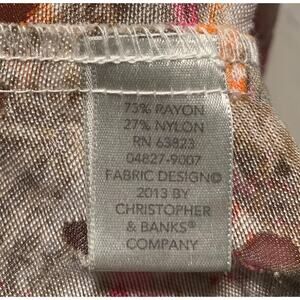 73% RAYON
27% NYLON
RN 63823
04827-9007
FABRIC DESIGN©
2013 BY
CHRISTOPHER
& BANKS®
COMPANY